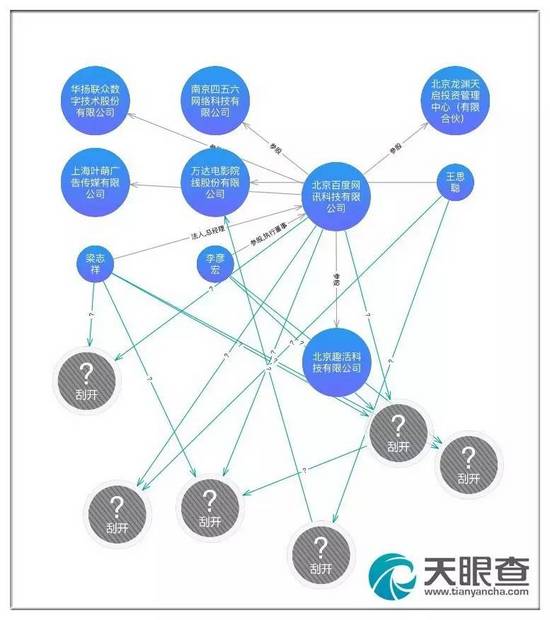 华扬联众数
字技术股份
有限公司
南京四五六
网络科技有
限公司
北京龙渊天
启投资管理
中心（有限
合伙）
参股
参股
上海叶萌广
告传媒有限
公司
万达电影院
线股份有限
公司
北京百度网
讯科技有限
公司
王思
聪
法人,总经理
参股,执行董事
梁志
祥
李彦
宏
参股
北京趣活科
技有限公司
?
?
?
?
?
?
?
?
?
?
刮开
?
刮开
?
刮开
?
刮开
?
刮开
?
刮开
天眼查
www.tianyancha.com